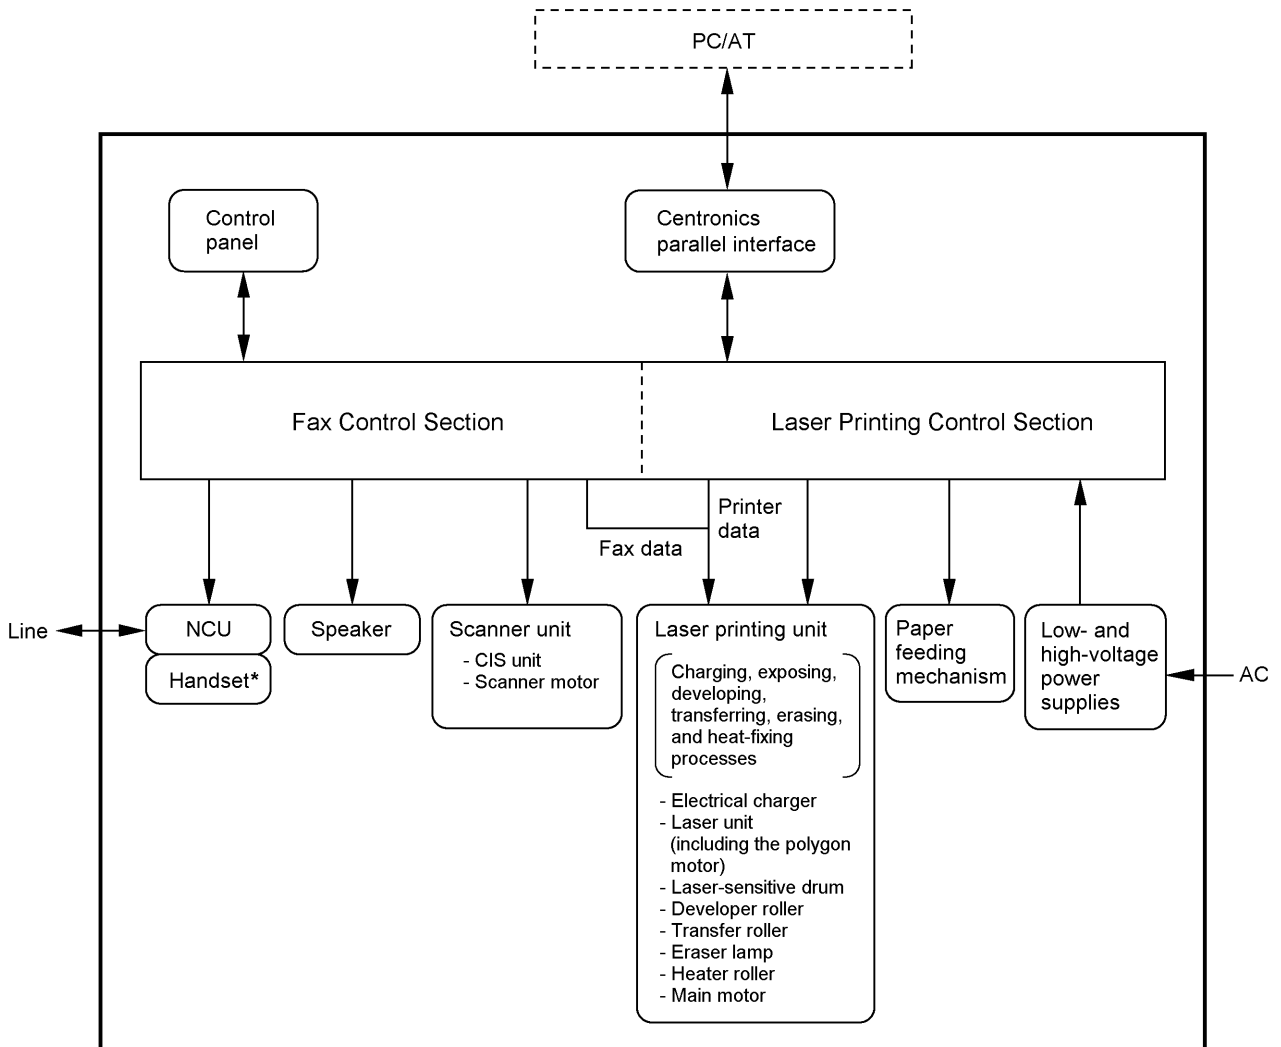 PC/AT
Control
panel
Centronics
parallel interface
Fax Control Section
Laser Printing Control Section
Printer
data
Fax data
Line
NCU
Handset*
Speaker
Scanner unit
- CIS unit
- Scanner motor
Laser printing unit
Charging, exposing,
developing,
transferring, erasing,
and heat-fixing
processes
- Electrical charger
- Laser unit
(including the polygon
motor)
- Laser-sensitive drum
- Developer roller
- Transfer roller
- Eraser lamp
- Heater roller
- Main motor
Paper
feeding
mechanism
Low- and
high-voltage
power
supplies
AC